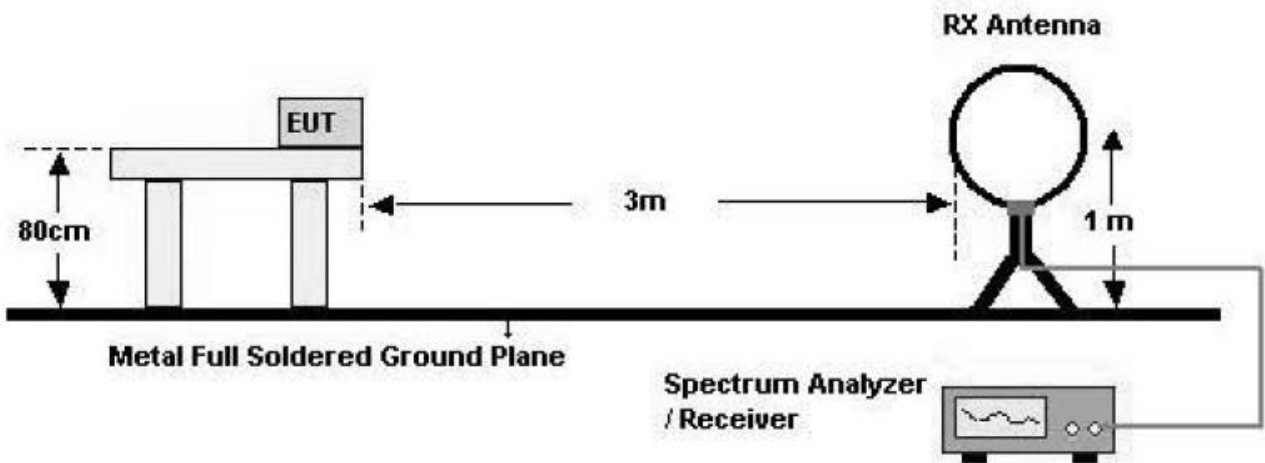 RX Antenna
EUT
3m
80cm
1 m
Metal Full Soldered Ground Plane
Spectrum Analyzer
/ Receiver